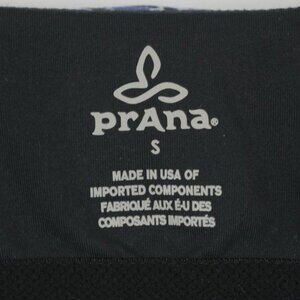 prAna®
S
MADE IN USA OF
IMPORTED COMPONENTS
FABRIQUÉ AUX É-U DES
COMPOSANTS IMPORTÉS